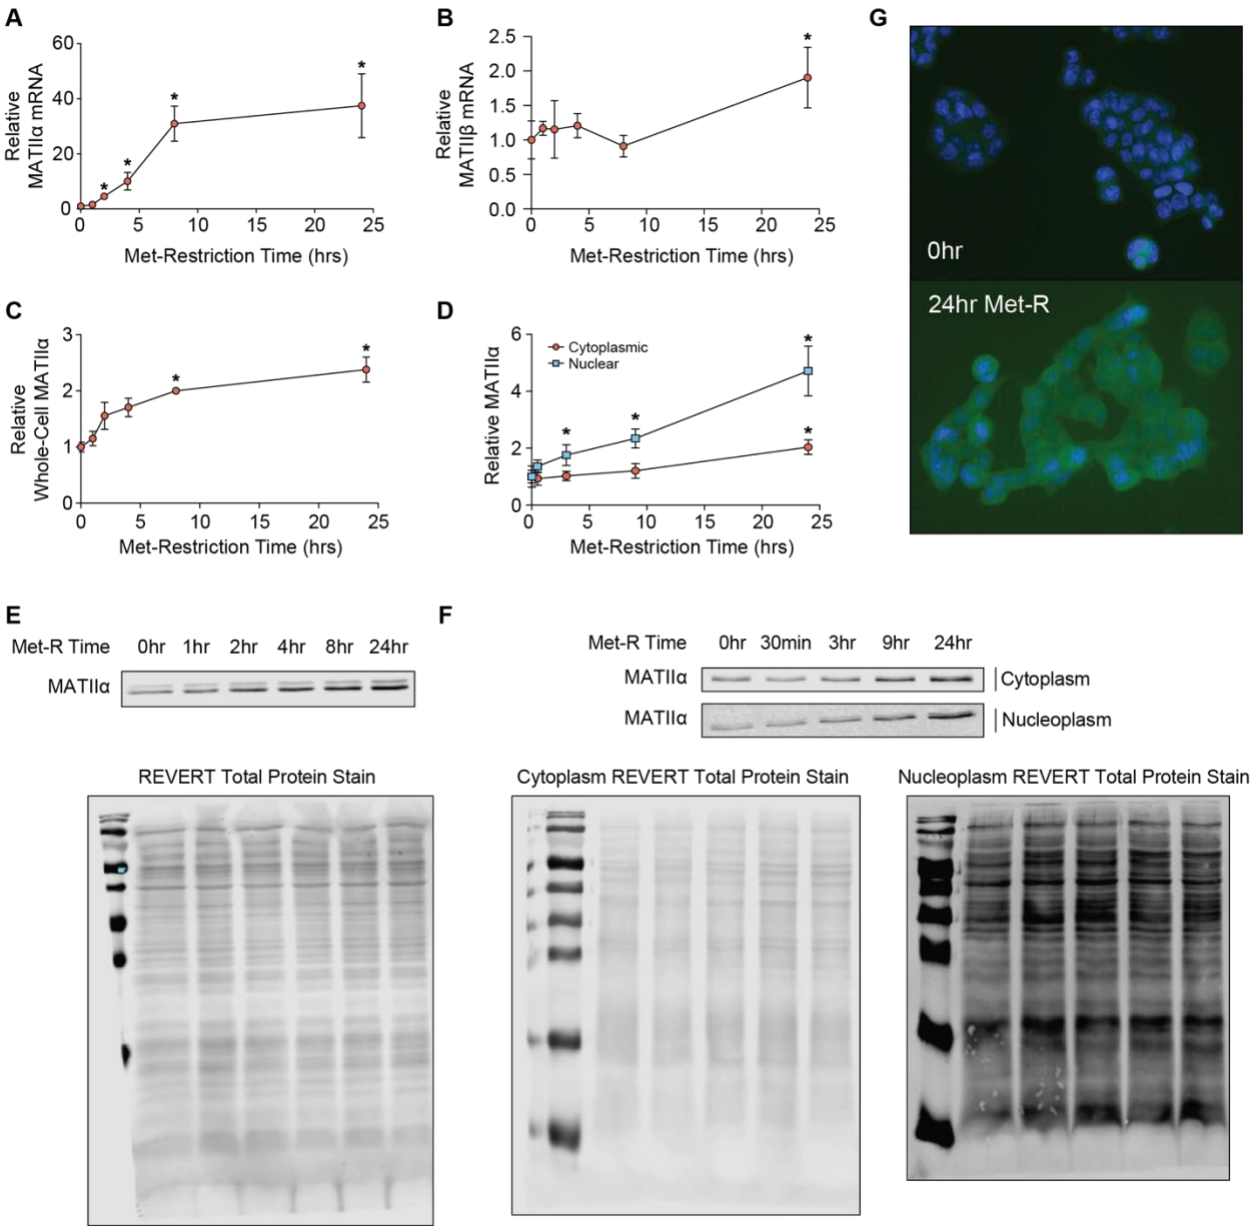 A
Relative
MATIIα mRNA
60
40
20
0
0 5 10 15 20 25
Met-Restriction Time (hrs)
* * * *
B
Relative
MATIIβ mRNA
2.5
2.0
1.5
1.0
0.5
0.0
0 5 10 15 20 25
Met-Restriction Time (hrs)
*
C
Relative
Whole-Cell MATIIα
3
2
1
0
0 5 10 15 20 25
Met-Restriction Time (hrs)
* *
D
Relative MATIIα
6
4
2
0
0 5 10 15 20 25
Met-Restriction Time (hrs)
Cytoplasmic
Nuclear
* * * *
G
0hr
24hr Met-R
E
Met-R Time 0hr 1hr 2hr 4hr 8hr 24hr
MATIIα
REVERT Total Protein Stain
F
Met-R Time 0hr 30min 3hr 9hr 24hr
MATIIα Cytoplasm
MATIIα Nucleoplasm
Cytoplasm REVERT Total Protein Stain
Nucleoplasm REVERT Total Protein Stain